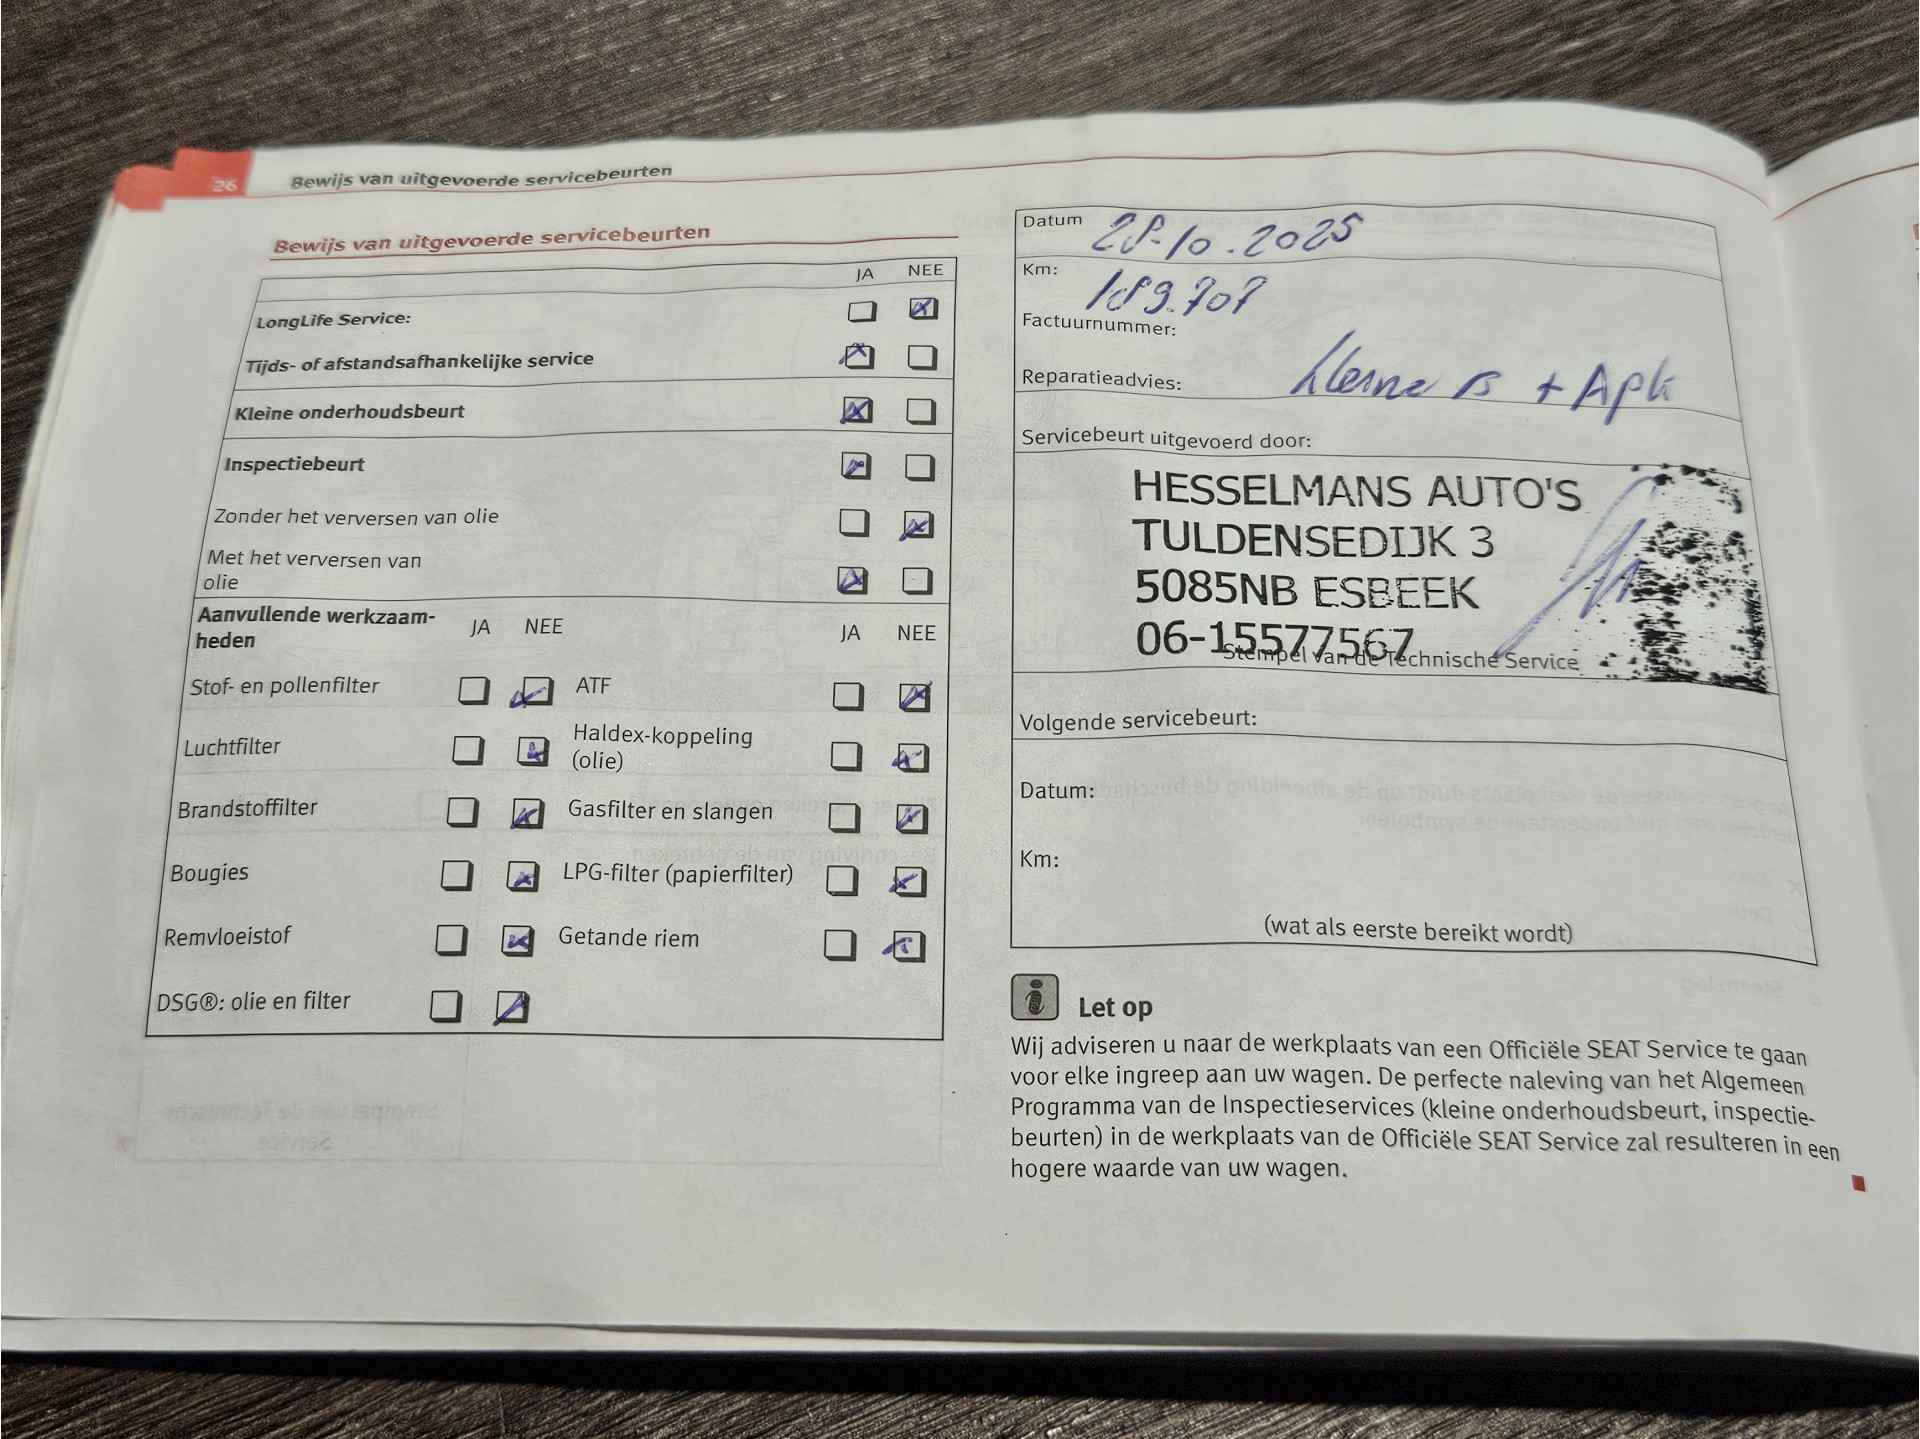 26
Bewijs van uitgevoerde servicebeurten
Bewijs van uitgevoerde servicebeurten
JA NEE
LongLife Service:
Tijds- of afstandsafhankelijke service
Kleine onderhoudsbeurt
Inspectiebeurt
Zonder het verversen van olie
Met het verversen van
olie
Aanvullende werkzaam-
heden
JA NEE JA NEE
Stof- en pollenfilter ATF
Luchtfilter Haldex-koppeling
(olie)
Brandstoffilter Gasfilter en slangen
Bougies LPG-filter (papierfilter)
Remvloeistof Getande riem
DSG®: olie en filter
Datum 28-10.2025
Km: 189.707
Factuurnummer:
Reparatieadvies: kleine B + Apk
Servicebeurt uitgevoerd door:
HESSELMANS AUTO'S
TULDENSEDIJK 3
5085NB ESBEEK
06-15577567
Stempel van de Technische Service
Volgende servicebeurt:
Datum:
Km:
(wat als eerste bereikt wordt)
i Let op
Wij adviseren u naar de werkplaats van een Officiële SEAT Service te gaan
voor elke ingreep aan uw wagen. De perfecte naleving van het Algemeen
Programma van de Inspectieservices (kleine onderhoudsbeurt, inspectie-
beurten) in de werkplaats van de Officiële SEAT Service zal resulteren in een
hogere waarde van uw wagen.